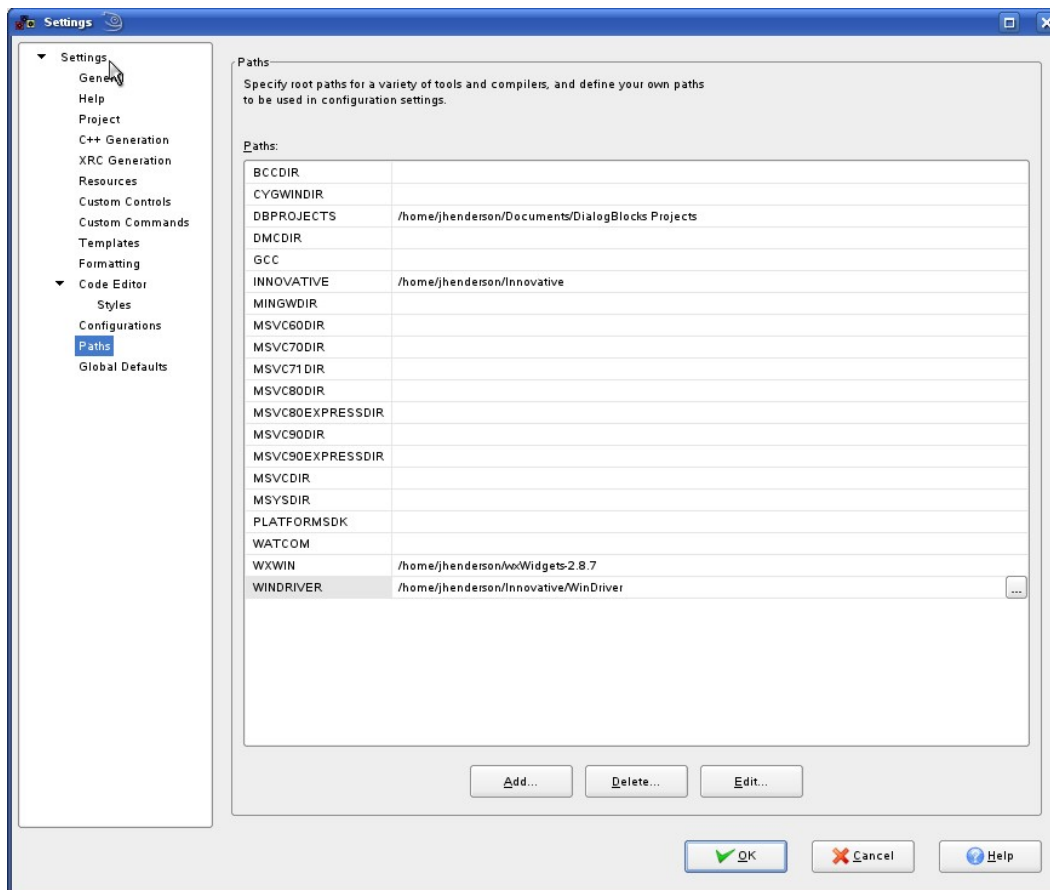 Settings
Settings
General
Help
Project
C++ Generation
XRC Generation
Resources
Custom Controls
Custom Commands
Templates
Formatting
Code Editor
Styles
Configurations
Paths
Global Defaults
Paths
Specify root paths for a variety of tools and compilers, and define your own paths
to be used in configuration settings.
Paths:
BCCDIR
CYGWINDIR
DBPROJECTS /home/jhenderson/Documents/DialogBlocks Projects
DMCDIR
GCC
INNOVATIVE /home/jhenderson/Innovative
MINGWDIR
MSVC60DIR
MSVC70DIR
MSVC71DIR
MSVC80DIR
MSVC80EXPRESSDIR
MSVC90DIR
MSVC90EXPRESSDIR
MSVCDIR
MSYSDIR
PLATFORMSDK
WATCOM
WXWIN /home/jhenderson/wxWidgets-2.8.7
WINDRIVER /home/jhenderson/Innovative/WinDriver ...
Add... Delete... Edit...
OK Cancel Help